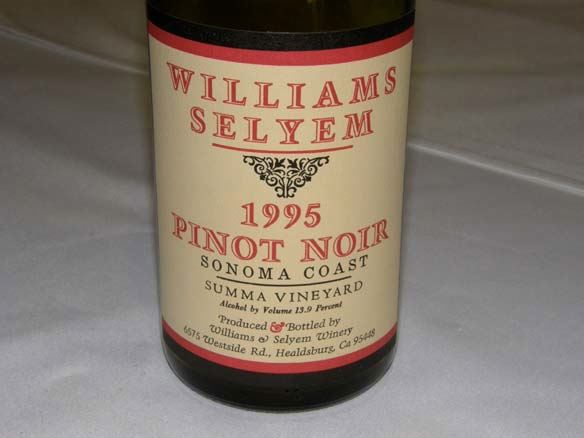 WILLIAMS
SELYEM
1995
PINOT NOIR
SONOMA COAST
SUMMA VINEYARD
Alcohol by Volume 13.9 Percent
Produced & Bottled by
Williams & Selyem Winery
6575 Westside Rd., Healdsburg, Ca 95448